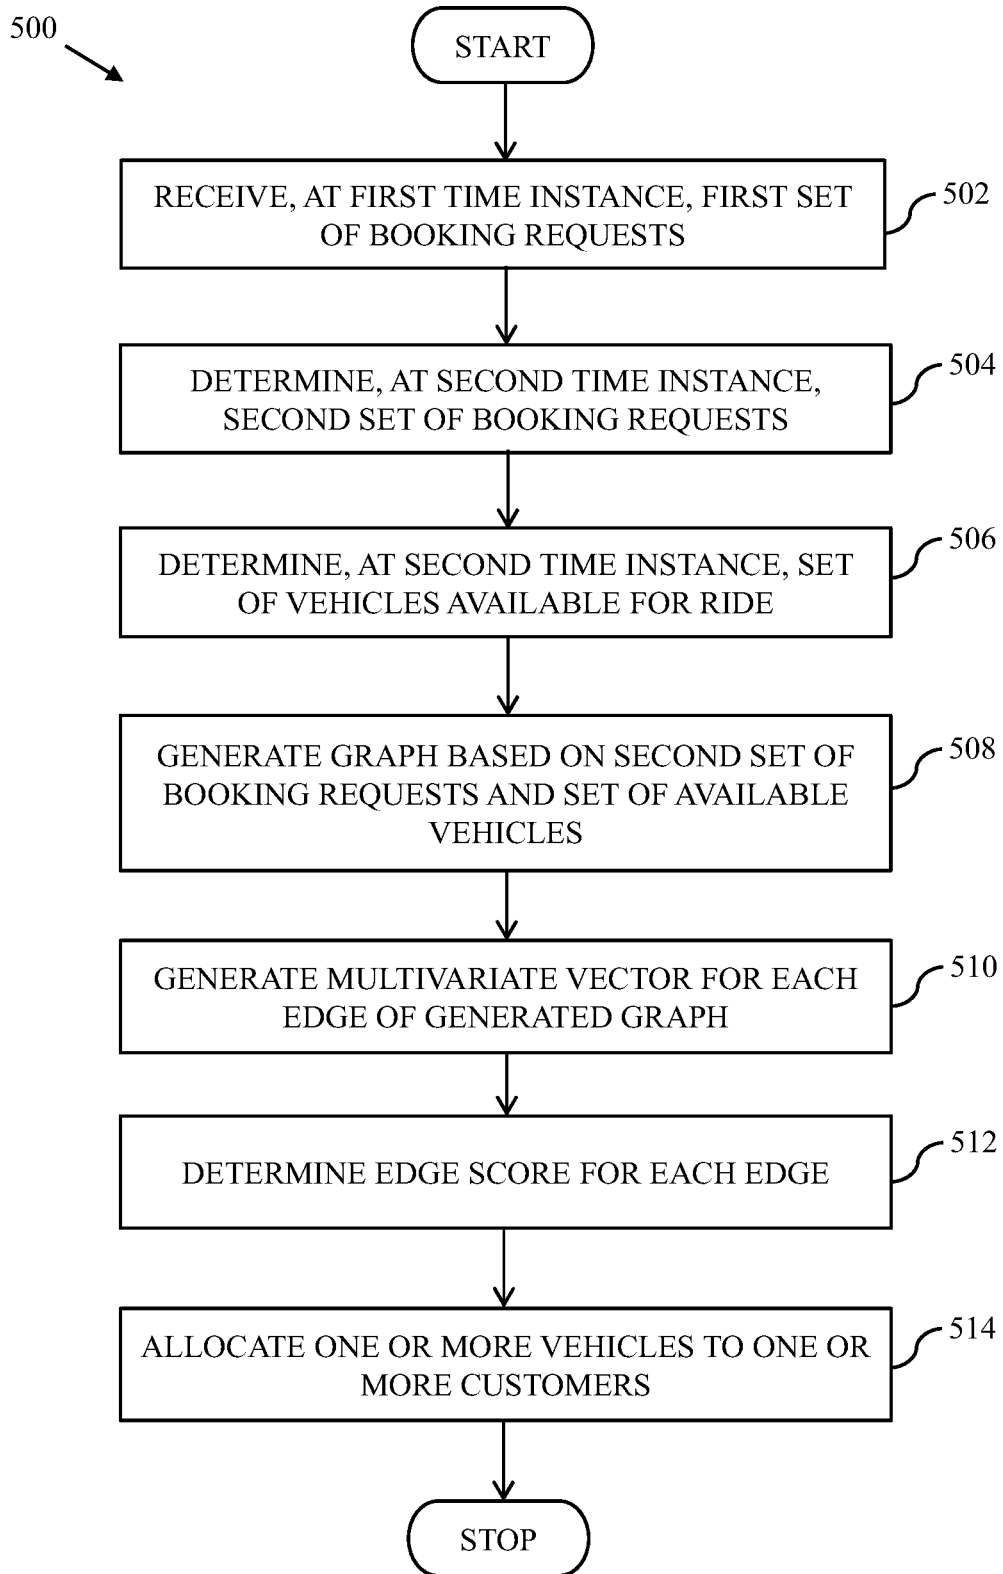 500
START
RECEIVE, AT FIRST TIME INSTANCE, FIRST SET
OF BOOKING REQUESTS
502
DETERMINE, AT SECOND TIME INSTANCE,
SECOND SET OF BOOKING REQUESTS
504
DETERMINE, AT SECOND TIME INSTANCE, SET
OF VEHICLES AVAILABLE FOR RIDE
506
GENERATE GRAPH BASED ON SECOND SET OF
BOOKING REQUESTS AND SET OF AVAILABLE
VEHICLES
508
GENERATE MULTIVARIATE VECTOR FOR EACH
EDGE OF GENERATED GRAPH
510
DETERMINE EDGE SCORE FOR EACH EDGE
512
ALLOCATE ONE OR MORE VEHICLES TO ONE OR
MORE CUSTOMERS
514
STOP